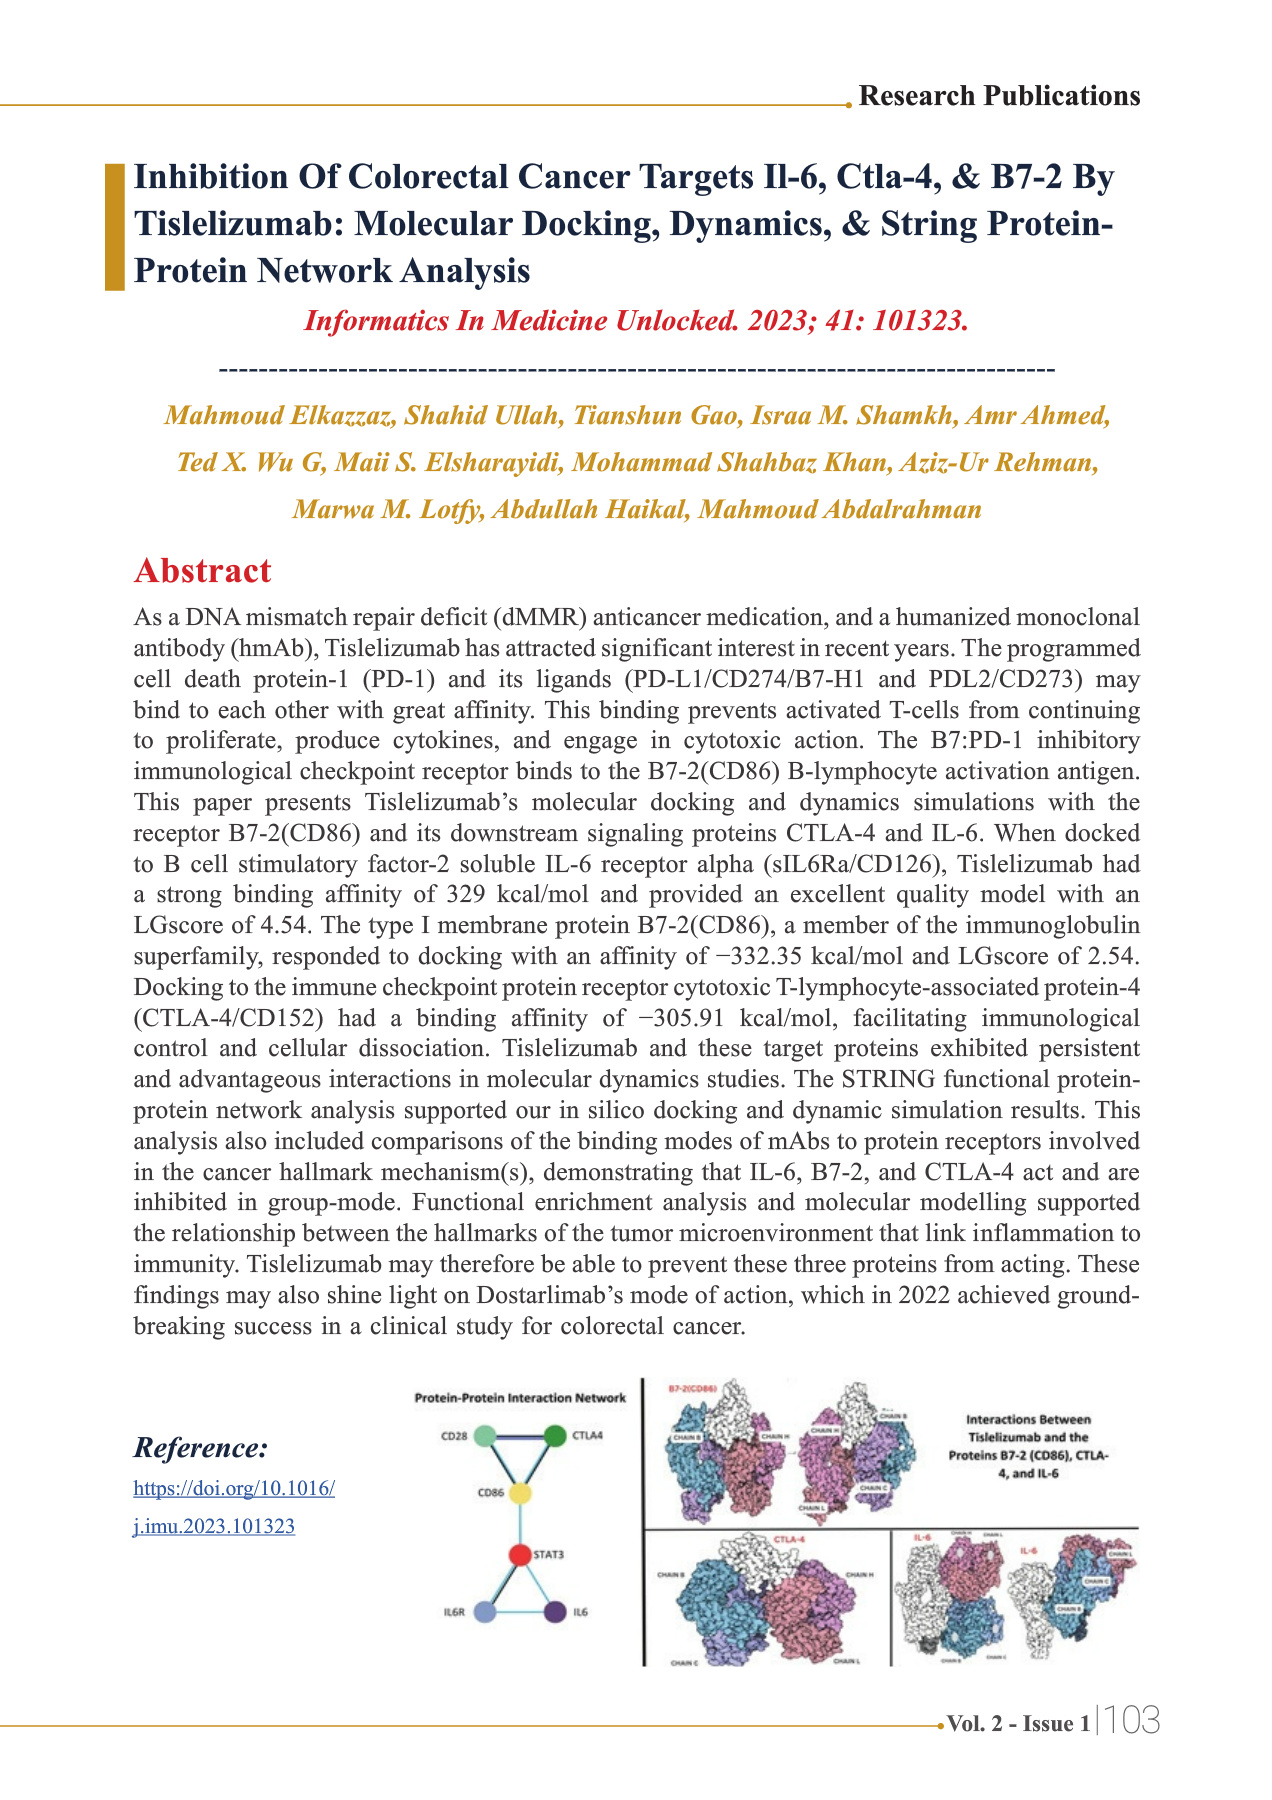 Research Publications
Inhibition Of Colorectal Cancer Targets Il-6, Ctla-4, & B7-2 By
Tislelizumab: Molecular Docking, Dynamics, & String Protein-
Protein Network Analysis
Informatics In Medicine Unlocked. 2023; 41: 101323.
--------------------------------------------------------------------------------------
Mahmoud Elkazzaz, Shahid Ullah, Tianshun Gao, Israa M. Shamkh, Amr Ahmed,
Ted X. Wu G, Maii S. Elsharayidi, Mohammad Shahbaz Khan, Aziz-Ur Rehman,
Marwa M. Lotfy, Abdullah Haikal, Mahmoud Abdalrahman
Abstract
As a DNA mismatch repair deficit (dMMR) anticancer medication, and a humanized monoclonal
antibody (hmAb), Tislelizumab has attracted significant interest in recent years. The programmed
cell death protein-1 (PD-1) and its ligands (PD-L1/CD274/B7-H1 and PDL2/CD273) may
bind to each other with great affinity. This binding prevents activated T-cells from continuing
to proliferate, produce cytokines, and engage in cytotoxic action. The B7:PD-1 inhibitory
immunological checkpoint receptor binds to the B7-2(CD86) B-lymphocyte activation antigen.
This paper presents Tislelizumab’s molecular docking and dynamics simulations with the
receptor B7-2(CD86) and its downstream signaling proteins CTLA-4 and IL-6. When docked
to B cell stimulatory factor-2 soluble IL-6 receptor alpha (sIL6Ra/CD126), Tislelizumab had
a strong binding affinity of 329 kcal/mol and provided an excellent quality model with an
LGscore of 4.54. The type I membrane protein B7-2(CD86), a member of the immunoglobulin
superfamily, responded to docking with an affinity of −332.35 kcal/mol and LGscore of 2.54.
Docking to the immune checkpoint protein receptor cytotoxic T-lymphocyte-associated protein-4
(CTLA-4/CD152) had a binding affinity of −305.91 kcal/mol, facilitating immunological
control and cellular dissociation. Tislelizumab and these target proteins exhibited persistent
and advantageous interactions in molecular dynamics studies. The STRING functional protein-
protein network analysis supported our in silico docking and dynamic simulation results. This
analysis also included comparisons of the binding modes of mAbs to protein receptors involved
in the cancer hallmark mechanism(s), demonstrating that IL-6, B7-2, and CTLA-4 act and are
inhibited in group-mode. Functional enrichment analysis and molecular modelling supported
the relationship between the hallmarks of the tumor microenvironment that link inflammation to
immunity. Tislelizumab may therefore be able to prevent these three proteins from acting. These
findings may also shine light on Dostarlimab’s mode of action, which in 2022 achieved ground-
breaking success in a clinical study for colorectal cancer.
Reference:
https://doi.org/10.1016/
j.imu.2023.101323
Protein-Protein Interaction Network
CD28
CTLA4
CD86
STAT3
IL6R
IL6
B7-2(CD86)
CHAIN B
CHAIN H
CHAIN H
CHAIN B
CHAIN C
CHAIN L
Interactions Between
Tislelizumab and the
Proteins B7-2 (CD86), CTLA-
4, and IL-6
CTLA-4
CHAIN B
CHAIN H
CHAIN C
CHAIN L
IL-6
CHAIN H
CHAIN L
CHAIN B
CHAIN C
IL-6
CHAIN L
CHAIN C
CHAIN B
Vol. 2 - Issue 1|103